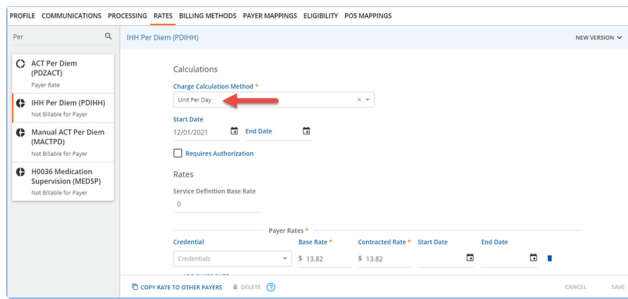 PROFILE COMMUNICATIONS PROCESSING RATES BILLING METHODS PAYER MAPPINGS ELIGIBILITY POS MAPPINGS
Per
IHH Per Diem (PDIHH)
NEW VERSION
ACT Per Diem
(PDZACT)
Payer Rate
IHH Per Diem (PDIHH)
Not Billable for Payer
Manual ACT Per Diem
(MACTPD)
Not Billable for Payer
H0036 Medication
Supervision (MEDSP)
Not Billable for Payer
Calculations
Charge Calculation Method *
Unit Per Day
Start Date
12/01/2021 End Date
Requires Authorization
Rates
Service Definition Base Rate
0
Payer Rates *
Credential Base Rate * Contracted Rate * Start Date End Date
Credentials $ 13.82 $ 13.82
COPY RATE TO OTHER PAYERS DELETE ? CANCEL SAVE